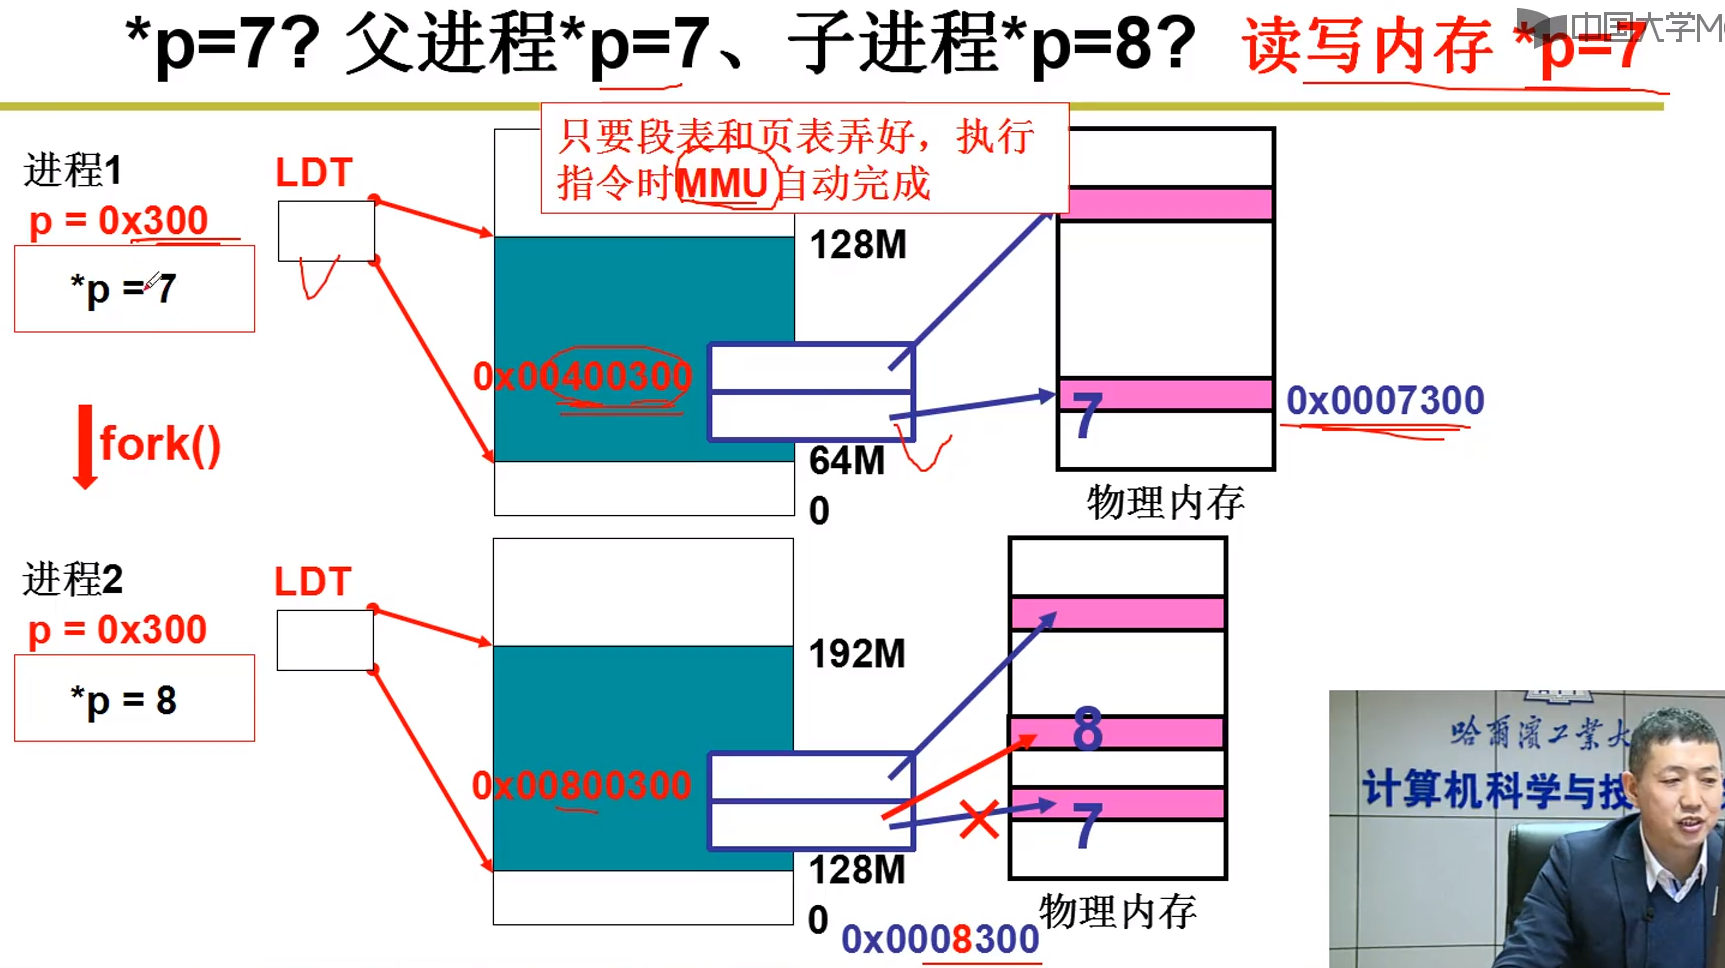 *p=7? 父进程*p=7、子进程*p=8? 读写内存 *p=7
中国大学M
只要段表和页表弄好，执行
指令时MMU自动完成
进程1
p = 0x300
*p = 7
LDT
128M
0x00400300
64M
0
7
0x0007300
物理内存
fork()
进程2
p = 0x300
*p = 8
LDT
192M
0x00800300
128M
0
8
7
物理内存
0x0008300
哈爾濱工業大
计算机科学与技